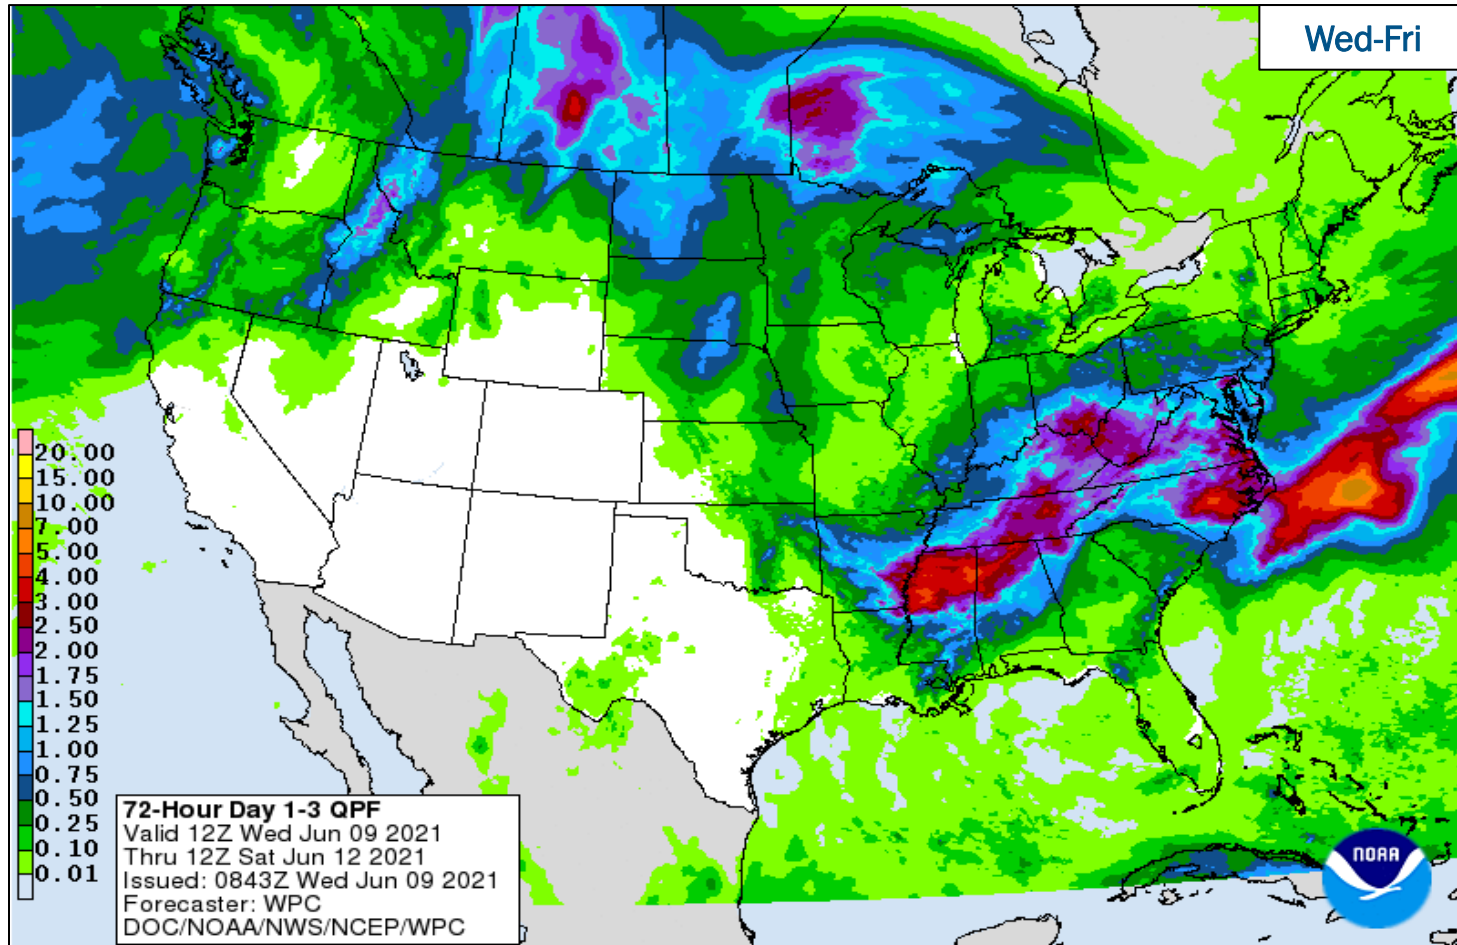 Wed-Fri
20.00
15.00
10.00
7.00
5.00
4.00
3.00
2.50
2.00
1.75
1.50
1.25
1.00
0.75
0.50
0.25
0.10
0.01
72-Hour Day 1-3 QPF
Valid 12Z Wed Jun 09 2021
Thru 12Z Sat Jun 12 2021
Issued: 0843Z Wed Jun 09 2021
Forecaster: WPC
DOC/NOAA/NWS/NCEP/WPC
NOAA